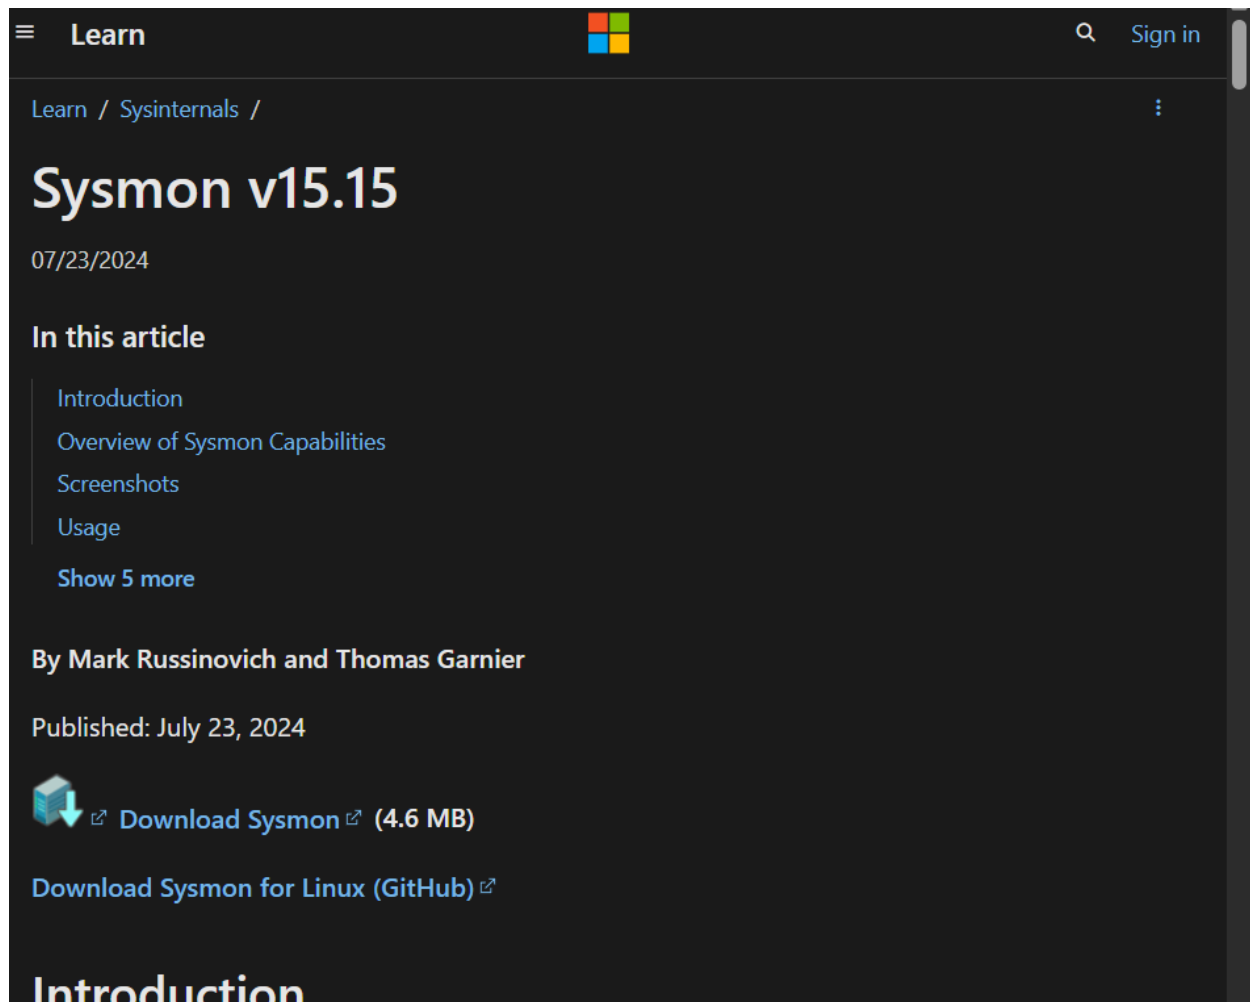 Learn
Sign in
Learn / Sysinternals /
Sysmon v15.15
07/23/2024
In this article
Introduction
Overview of Sysmon Capabilities
Screenshots
Usage
Show 5 more
By Mark Russinovich and Thomas Garnier
Published: July 23, 2024
Download Sysmon (4.6 MB)
Download Sysmon for Linux (GitHub)
Introduction